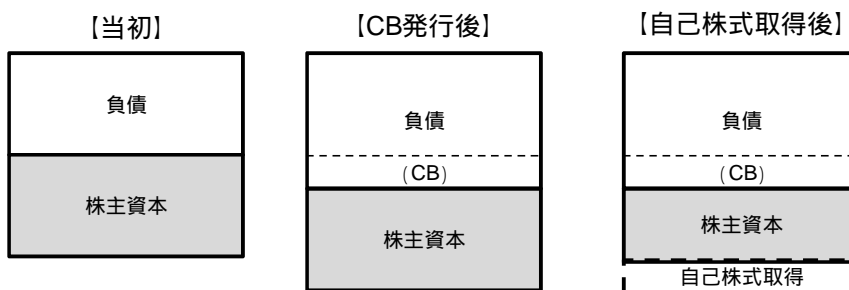 【当初】
負債
株主資本
【CB発行後】
負債
(CB)
株主資本
【自己株式取得後】
負債
(CB)
株主資本
自己株式取得